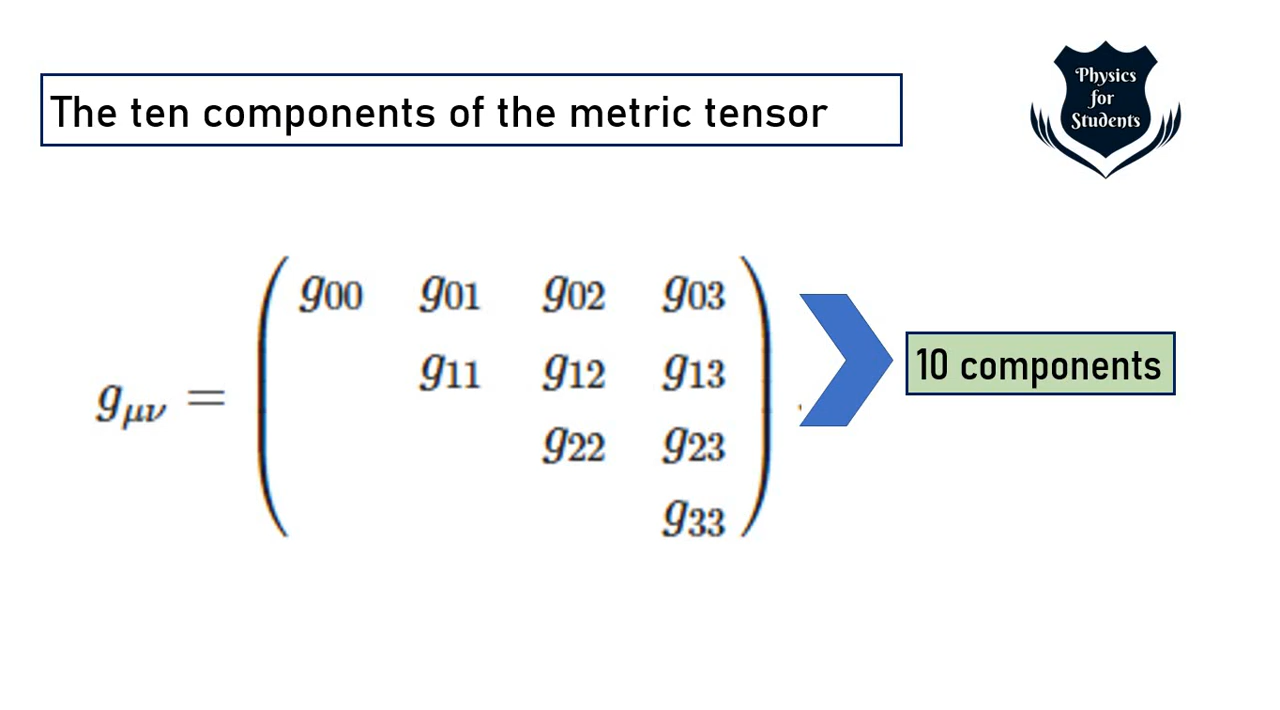 The ten components of the metric tensor
Physics
for
Students
g₀₀ g₀₁ g₀₂ g₀₃
g₁₁ g₁₂ g₁₃
g_μν =
g₂₂ g₂₃
g₃₃
10 components